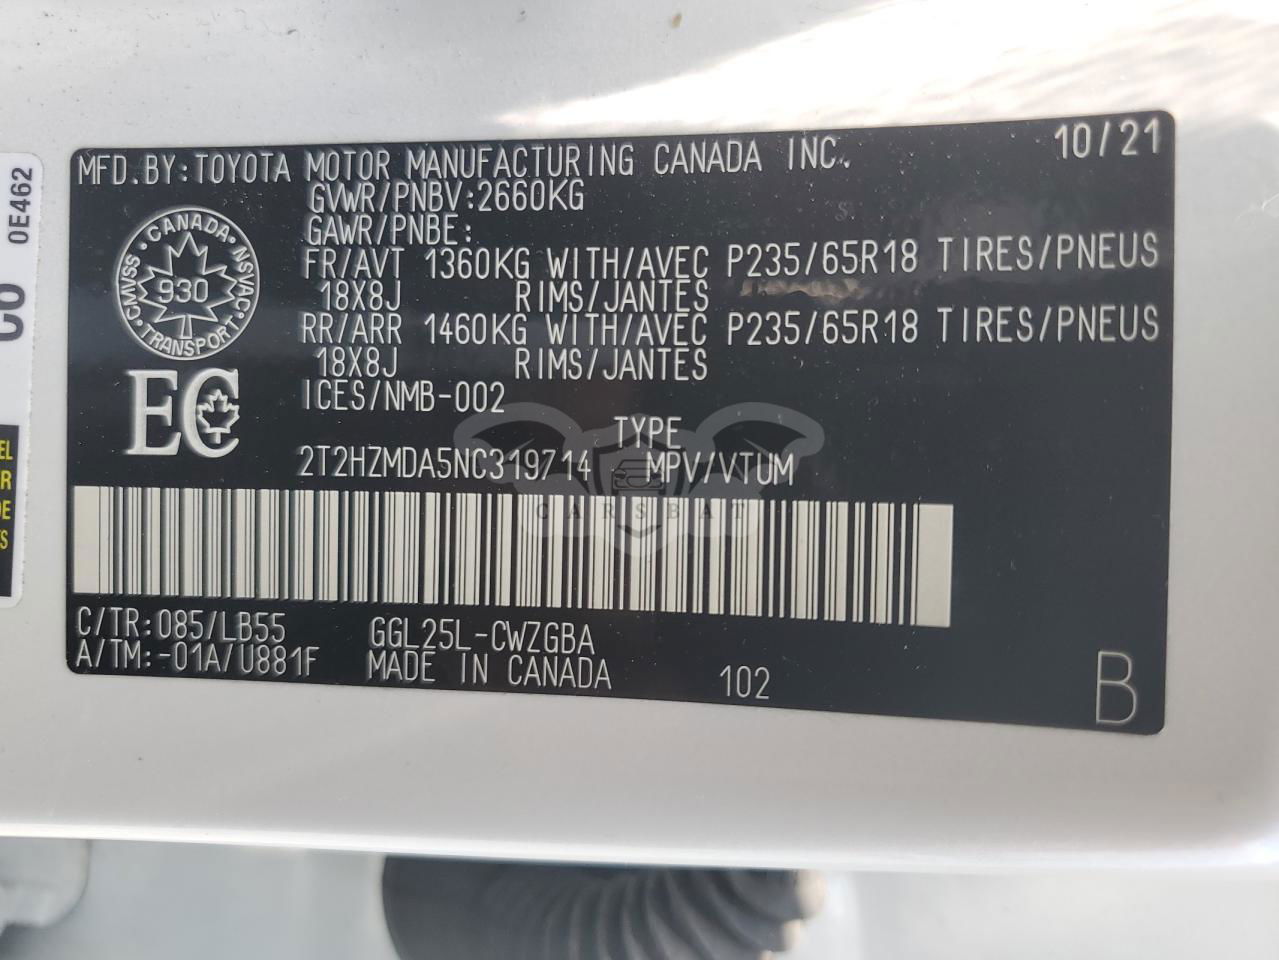 MFD.BY:TOYOTA MOTOR MANUFACTURING CANADA INC. 10/21
GVWR/PNBV:2660KG
GAWR/PNBE:
FR/AVT 1360KG WITH/AVEC P235/65R18 TIRES/PNEUS
18X8J RIMS/JANTES
RR/ARR 1460KG WITH/AVEC P235/65R18 TIRES/PNEUS
18X8J RIMS/JANTES
ICES/NMB-002
CANADA
CMVSS 930 NSVAC
TRANSPORT
EC
TYPE
2T2HZMDA5NC319714 MPV/VTUM
CARSBAT
C/TR:085/LB55 GGL25L-CWZGBA
A/TM:-01A/U881F MADE IN CANADA 102
B
0E462